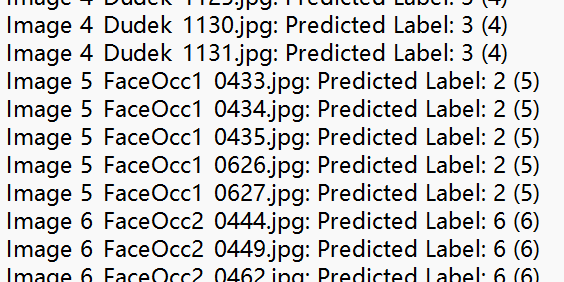 Image 4 Dudek 1129.jpg: Predicted Label: 3 (4)
Image 4 Dudek 1130.jpg: Predicted Label: 3 (4)
Image 4 Dudek 1131.jpg: Predicted Label: 3 (4)
Image 5 FaceOcc1 0433.jpg: Predicted Label: 2 (5)
Image 5 FaceOcc1 0434.jpg: Predicted Label: 2 (5)
Image 5 FaceOcc1 0435.jpg: Predicted Label: 2 (5)
Image 5 FaceOcc1 0626.jpg: Predicted Label: 2 (5)
Image 5 FaceOcc1 0627.jpg: Predicted Label: 2 (5)
Image 6 FaceOcc2 0444.jpg: Predicted Label: 6 (6)
Image 6 FaceOcc2 0449.jpg: Predicted Label: 6 (6)
Image 6 FaceOcc2 0462.jpg: Predicted Label: 6 (6)